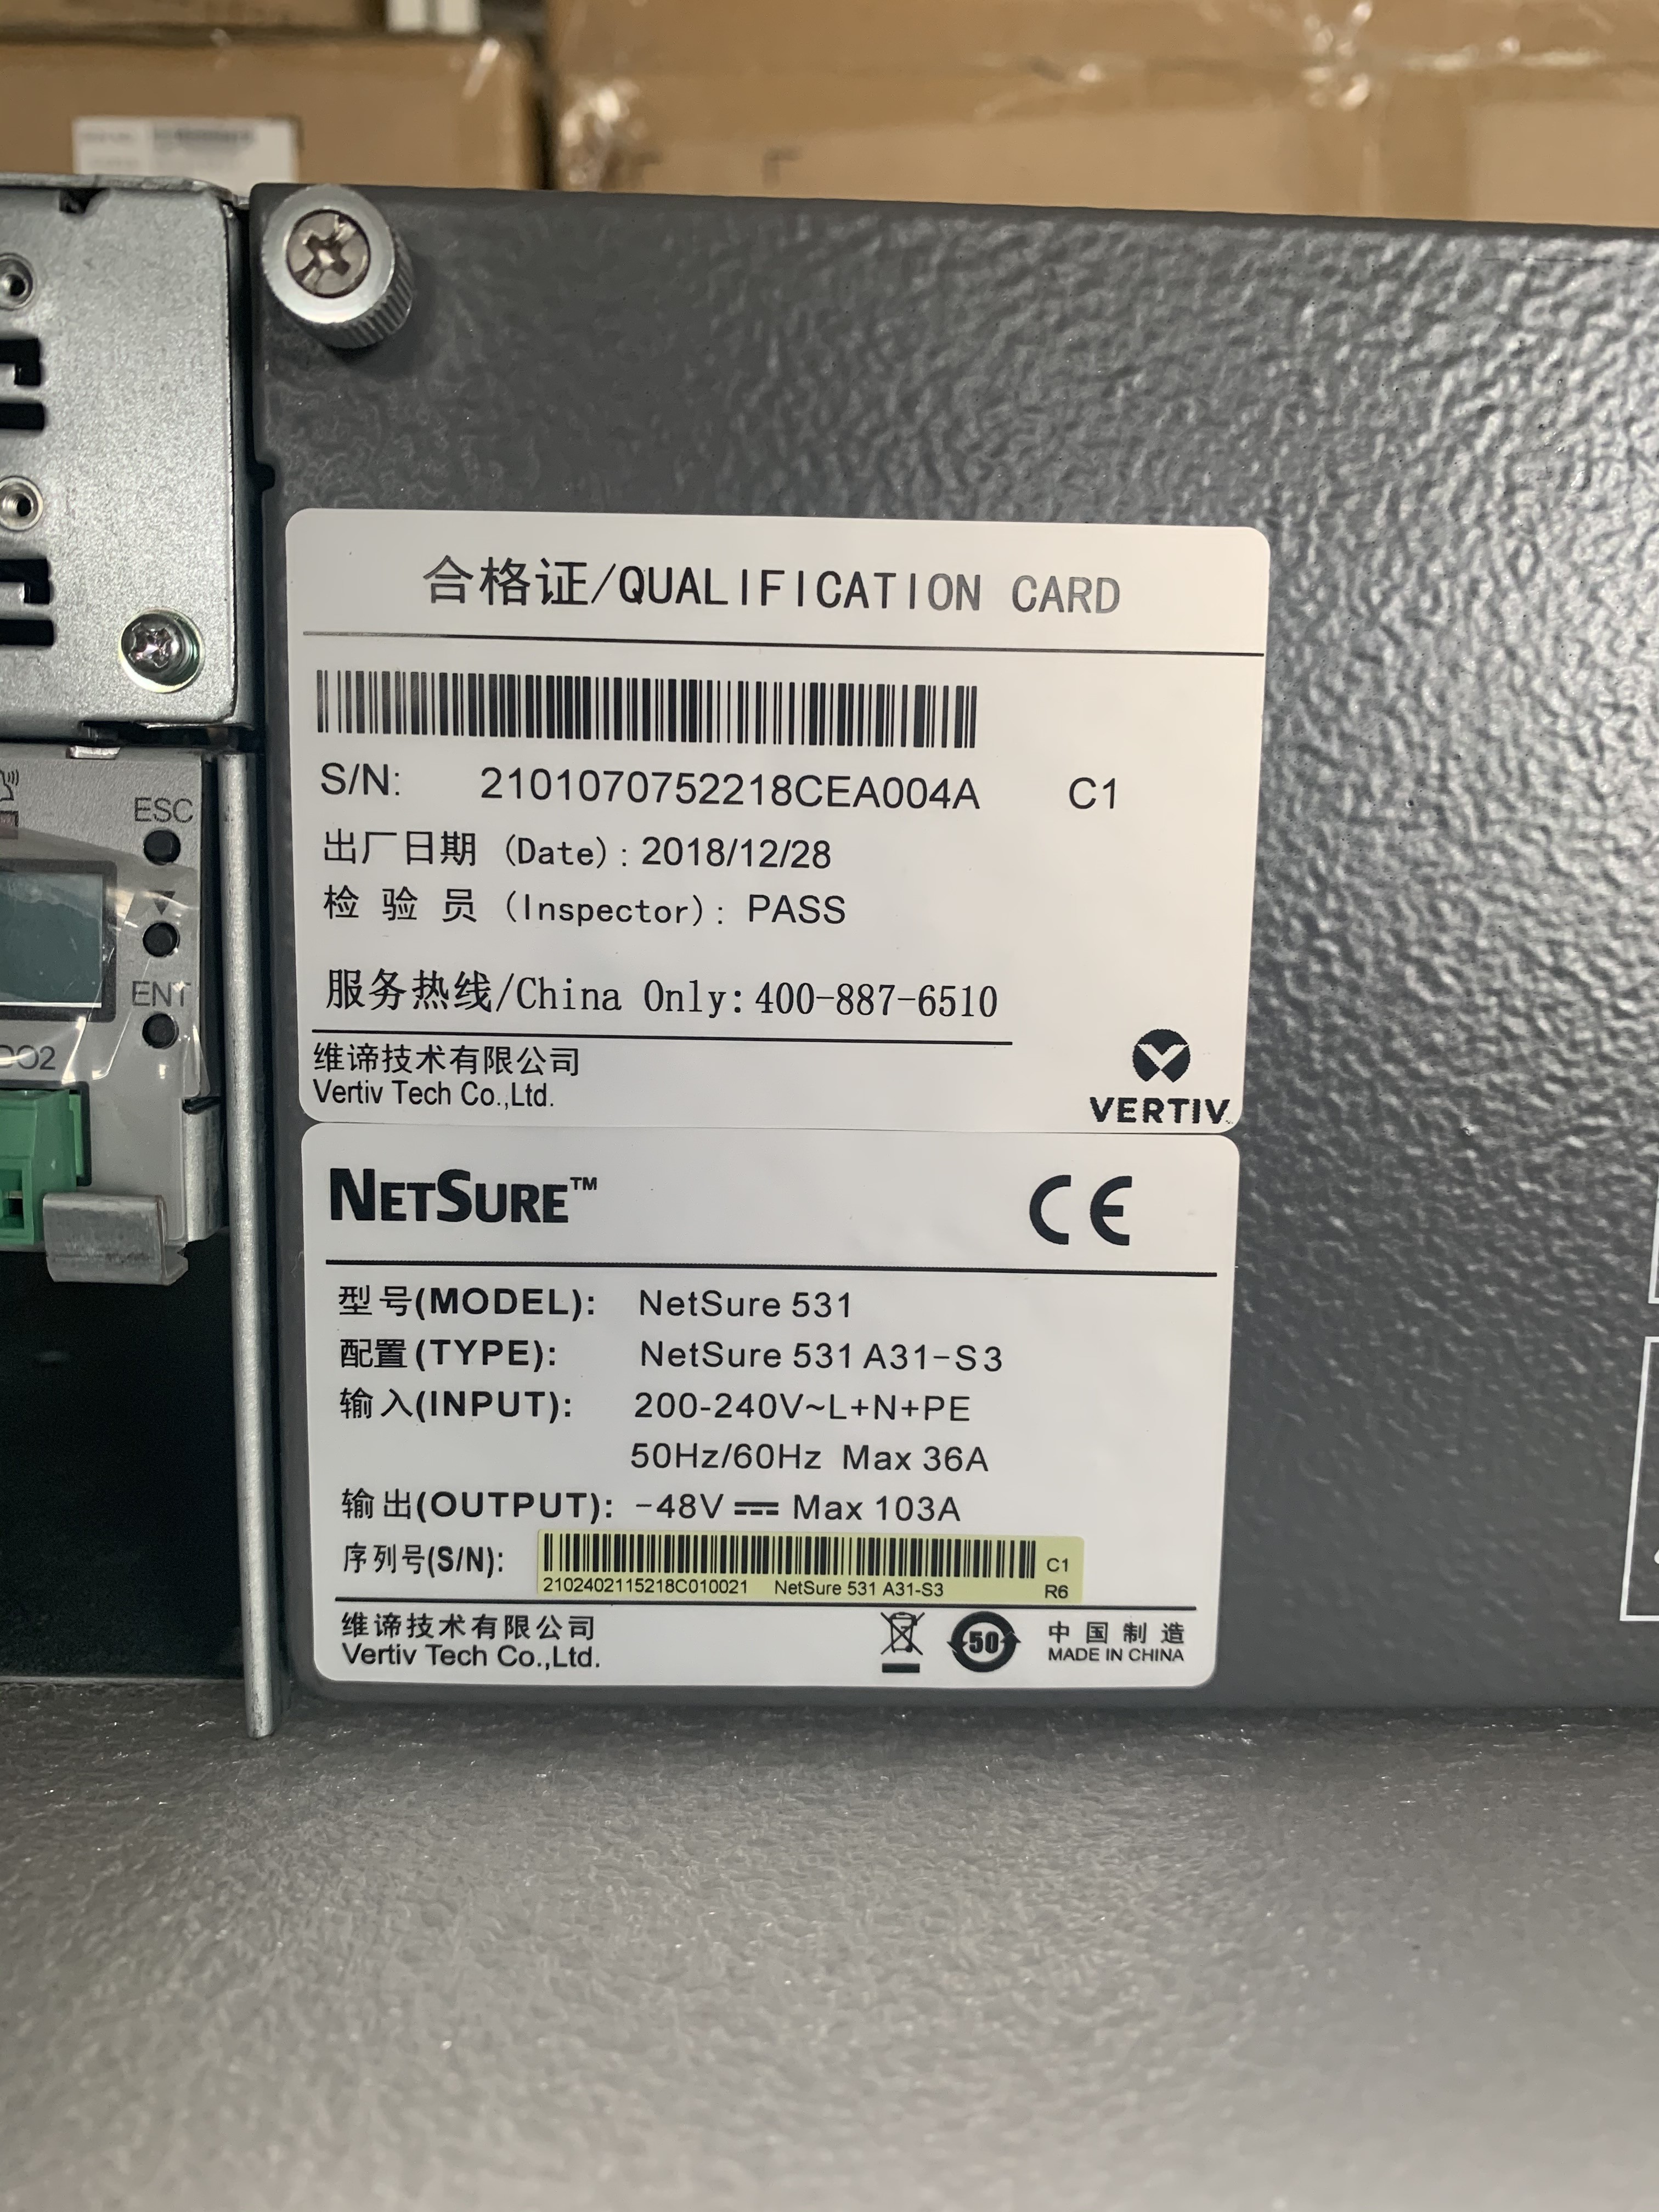 合格证/QUALIFICATION CARD
S/N: 2101070752218CEA004A C1
出厂日期 (Date): 2018/12/28
检 验 员 (Inspector): PASS
服务热线/China Only: 400-887-6510
维谛技术有限公司
Vertiv Tech Co.,Ltd.
VERTIV
NETSURE™
CE
型号(MODEL): NetSure 531
配置(TYPE): NetSure 531 A31-S3
输入(INPUT): 200-240V~L+N+PE
50Hz/60Hz Max 36A
输出(OUTPUT): -48V ⎓ Max 103A
序列号(S/N): C1
2102402115218C010021 NetSure 531 A31-S3 R6
维谛技术有限公司
Vertiv Tech Co.,Ltd.
50
中国制造
MADE IN CHINA
ESC
ENT